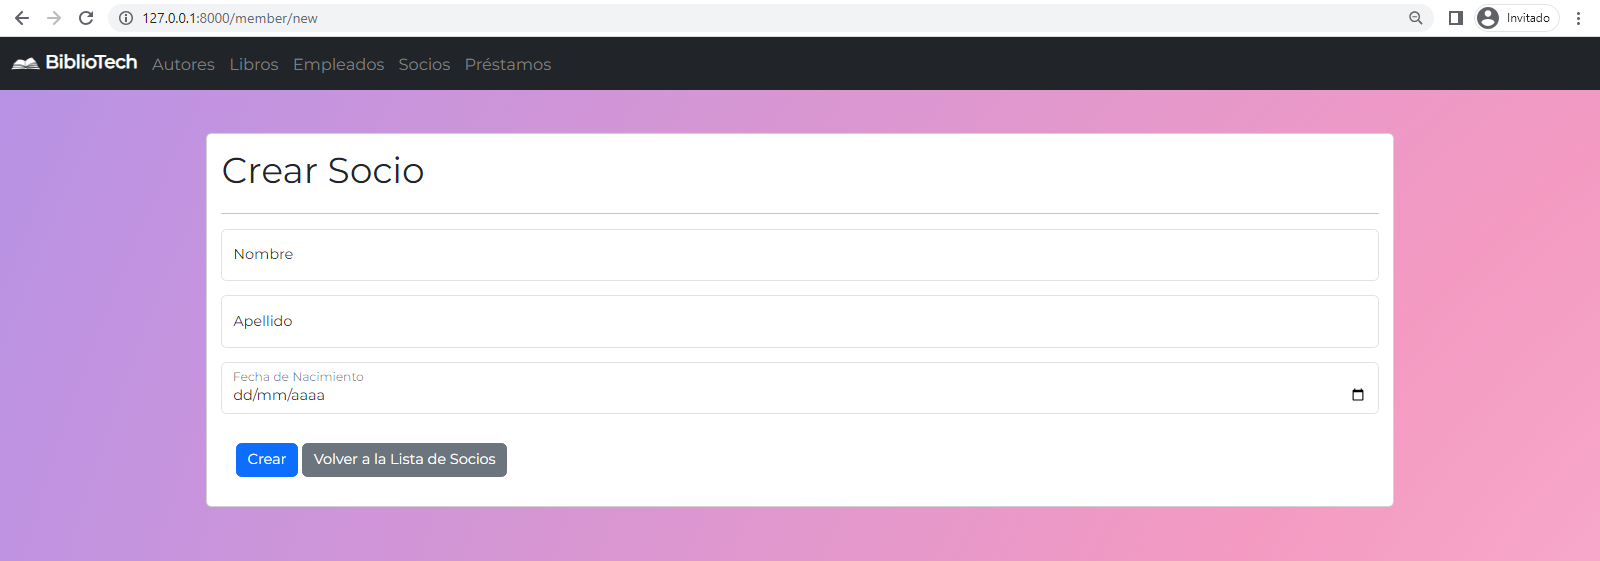 127.0.0.1:8000/member/new
Invitado
BiblioTech Autores Libros Empleados Socios Préstamos
Crear Socio
Nombre
Apellido
Fecha de Nacimiento
dd/mm/aaaa
Crear Volver a la Lista de Socios